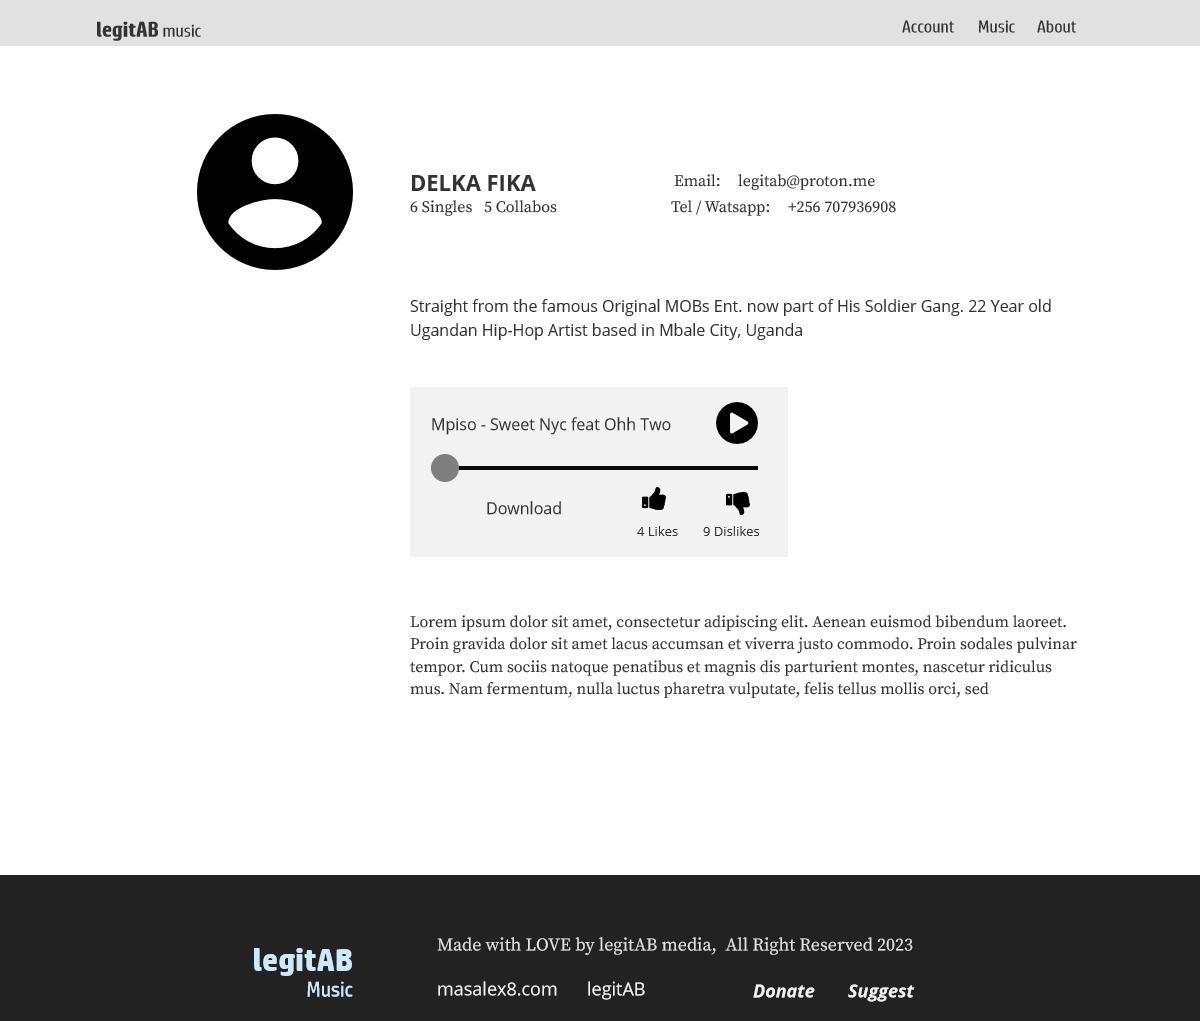 legitAB music
Account Music About
DELKA FIKA
6 Singles 5 Collabos
Email: legitab@proton.me
Tel / Watsapp: +256 707936908
Straight from the famous Original MOBs Ent. now part of His Soldier Gang. 22 Year old
Ugandan Hip-Hop Artist based in Mbale City, Uganda
Mpiso - Sweet Nyc feat Ohh Two
Download
4 Likes 9 Dislikes
Lorem ipsum dolor sit amet, consectetur adipiscing elit. Aenean euismod bibendum laoreet.
Proin gravida dolor sit amet lacus accumsan et viverra justo commodo. Proin sodales pulvinar
tempor. Cum sociis natoque penatibus et magnis dis parturient montes, nascetur ridiculus
mus. Nam fermentum, nulla luctus pharetra vulputate, felis tellus mollis orci, sed
legitAB
Music
Made with LOVE by legitAB media, All Right Reserved 2023
masalex8.com legitAB Donate Suggest